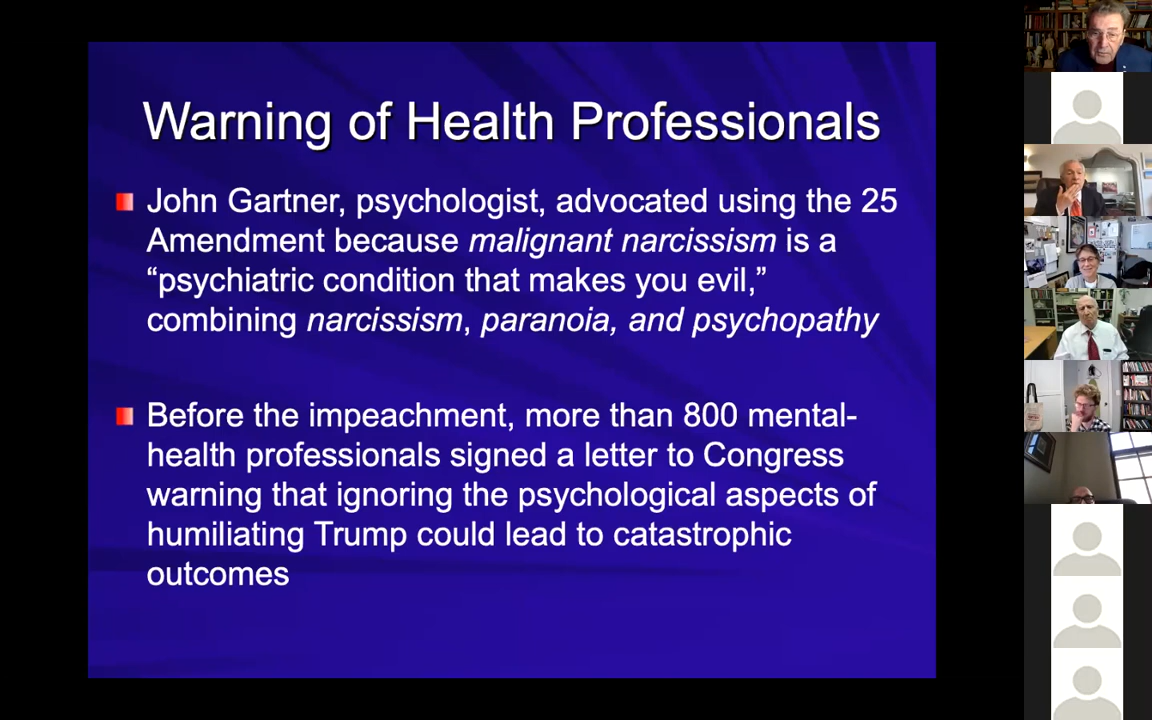 Warning of Health Professionals
John Gartner, psychologist, advocated using the 25
Amendment because malignant narcissism is a
“psychiatric condition that makes you evil,”
combining narcissism, paranoia, and psychopathy
Before the impeachment, more than 800 mental-
health professionals signed a letter to Congress
warning that ignoring the psychological aspects of
humiliating Trump could lead to catastrophic
outcomes